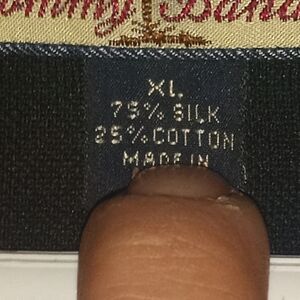 XL
75% SILK
25% COTTON
MADE IN